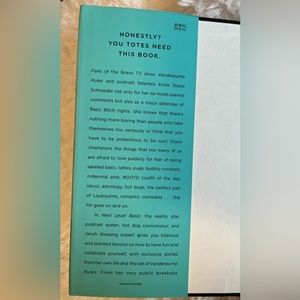 HONESTLY?
YOU TOTES NEED
THIS BOOK.
Fans of the Bravo TV show Vanderpump
Rules and podcast listeners know Stassi
Schroeder not only for her no-holds-barred
comments but also as a major defender of
Basic Bitch rights. She knows that there's
nothing more boring than people who take
themselves too seriously or think that you
have to be pretentious to be cool. Stassi
champions the things that too many of us
are afraid to love publicly for fear of being
labeled basic: lattes, pugs, bubbly cocktails,
millennial pink, #OOTD (outfit of the day,
obvs), astrology, hot dogs, the perfect pair
of Louboutins, romantic comedies . . . the
list goes on and on.
In Next Level Basic, the reality star,
podcast queen, hot dog connoisseur, and
ranch dressing expert gives you hilarious
and pointed lessons on how to have fun and
celebrate yourself, with exclusive stories
from her own life and the set of Vanderpump
Rules. From her very public breakups